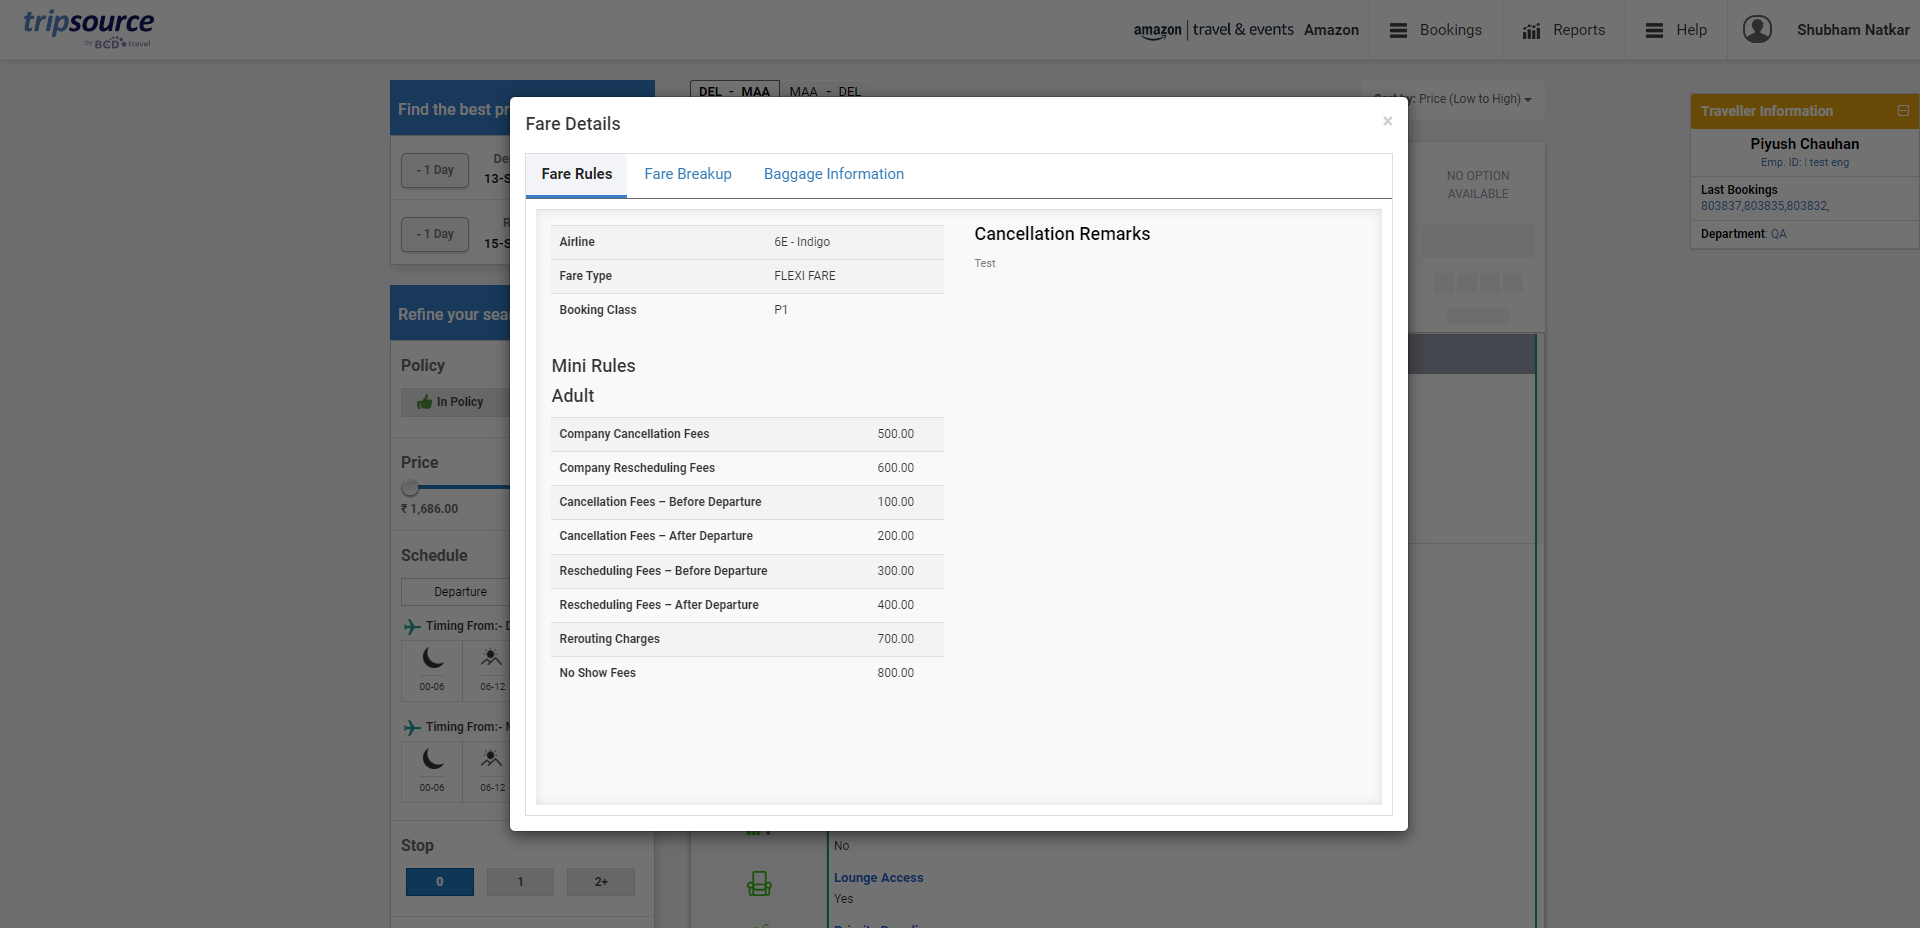 tripsource
by BCD travel
amazon | travel & events Amazon
Bookings
Reports
Help
Shubham Natkar
Find the best pr
- 1 Day
De
13-S
- 1 Day
R
15-S
Refine your sea
Policy
In Policy
Price
₹ 1,686.00
Schedule
Departure
Timing From:- D
00-06
06-12
Timing From:- M
00-06
06-12
Stop
0
1
2+
DEL - MAA
MAA - DEL
Sort by: Price (Low to High)
NO OPTION
AVAILABLE
Fare Details
×
Fare Rules
Fare Breakup
Baggage Information
Airline 6E - Indigo
Fare Type FLEXI FARE
Booking Class P1
Mini Rules
Adult
Company Cancellation Fees 500.00
Company Rescheduling Fees 600.00
Cancellation Fees – Before Departure 100.00
Cancellation Fees – After Departure 200.00
Rescheduling Fees – Before Departure 300.00
Rescheduling Fees – After Departure 400.00
Rerouting Charges 700.00
No Show Fees 800.00
Cancellation Remarks
Test
No
Lounge Access
Yes
Traveller Information
Piyush Chauhan
Emp. ID: | test eng
Last Bookings
803837,803835,803832,
Department: QA